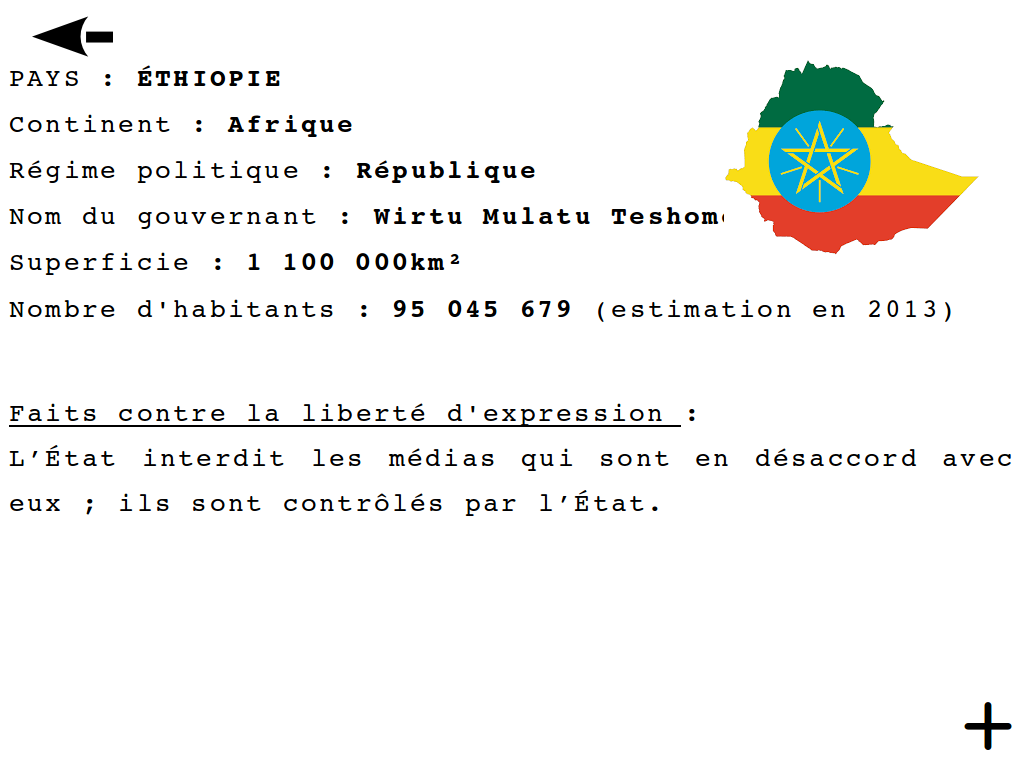 PAYS : ÉTHIOPIE
Continent : Afrique
Régime politique : République
Nom du gouvernant : Wirtu Mulatu
Superficie : 1 100 000km²
Nombre d'habitants : 95 045 679 (estimation en 2013)
Faits contre la liberté d'expression :
L’État interdit les médias qui sont en désaccord avec
eux ; ils sont contrôlés par l’État.